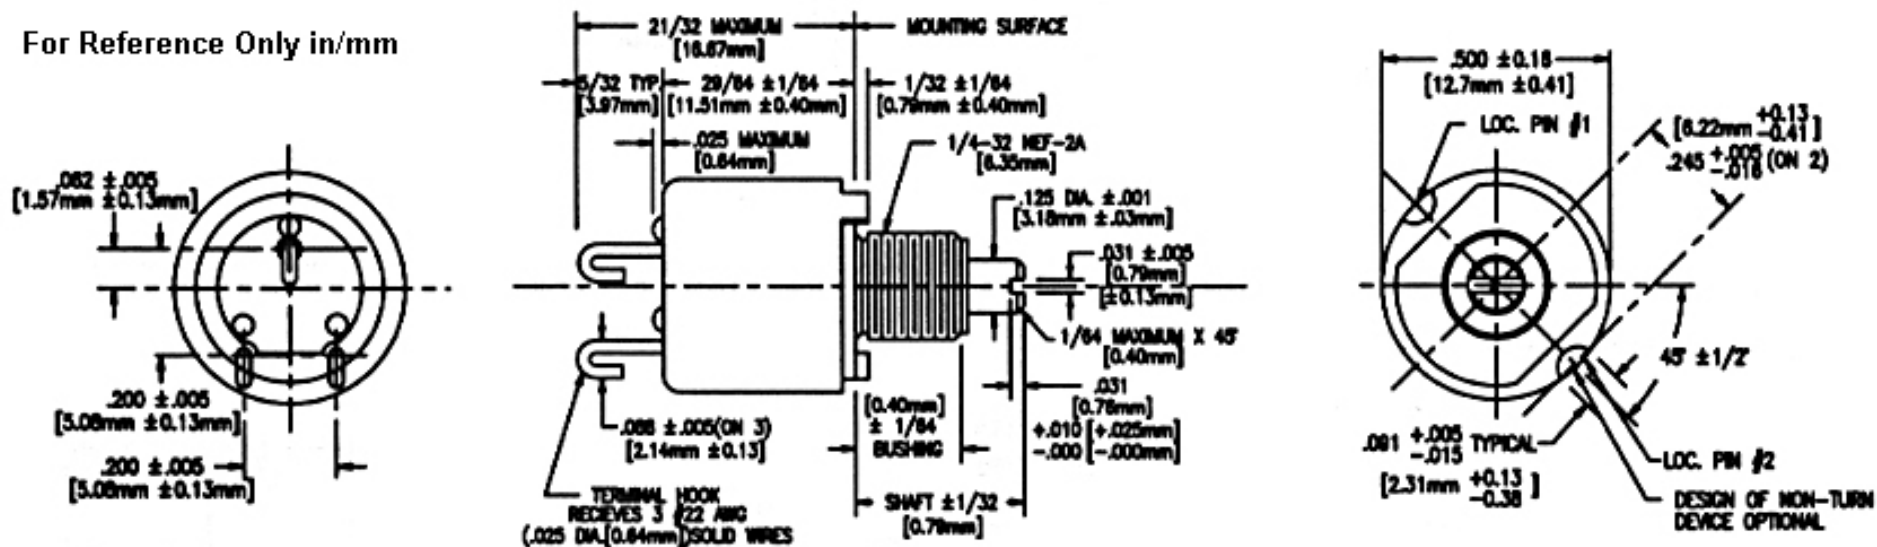 For Reference Only in/mm
.062 ±.005
[1.57mm ±0.13mm]
.200 ±.005
[5.08mm ±0.13mm]
.200 ±.005
[5.08mm ±0.13mm]
21/32 MAXIMUM
[16.67mm]
MOUNTING SURFACE
5/32 TYP.
[3.97mm]
29/64 ±1/64
[11.51mm ±0.40mm]
1/32 ±1/64
[0.79mm ±0.40mm]
.025 MAXIMUM
[0.64mm]
1/4-32 NEF-2A
[6.35mm]
.125 DIA. ±.001
[3.18mm ±.03mm]
.031 ±.005
[0.79mm]
[±0.13mm]
1/64 MAXIMUM X 45°
[0.40mm]
.031
[0.78mm]
+.010 [+.025mm]
-.000 [-.000mm]
[0.40mm]
± 1/64
BUSHING
±.005(ON 3)
[2.14mm ±0.13]
SHAFT ±1/32
[0.79mm]
TERMINAL HOOK
RECIEVES 3 #22 AWG
(.025 DIA.[0.64mm])SOLID WIRES
.500 ±0.16
[12.7mm ±0.41]
LOC. PIN #1
[6.22mm +0.13 -0.41]
.245 +.005 -.016 (ON 2)
45° ±1/2°
.091 +.005 -.015 TYPICAL
[2.31mm +0.13 -0.38]
LOC. PIN #2
DESIGN OF NON-TURN
DEVICE OPTIONAL